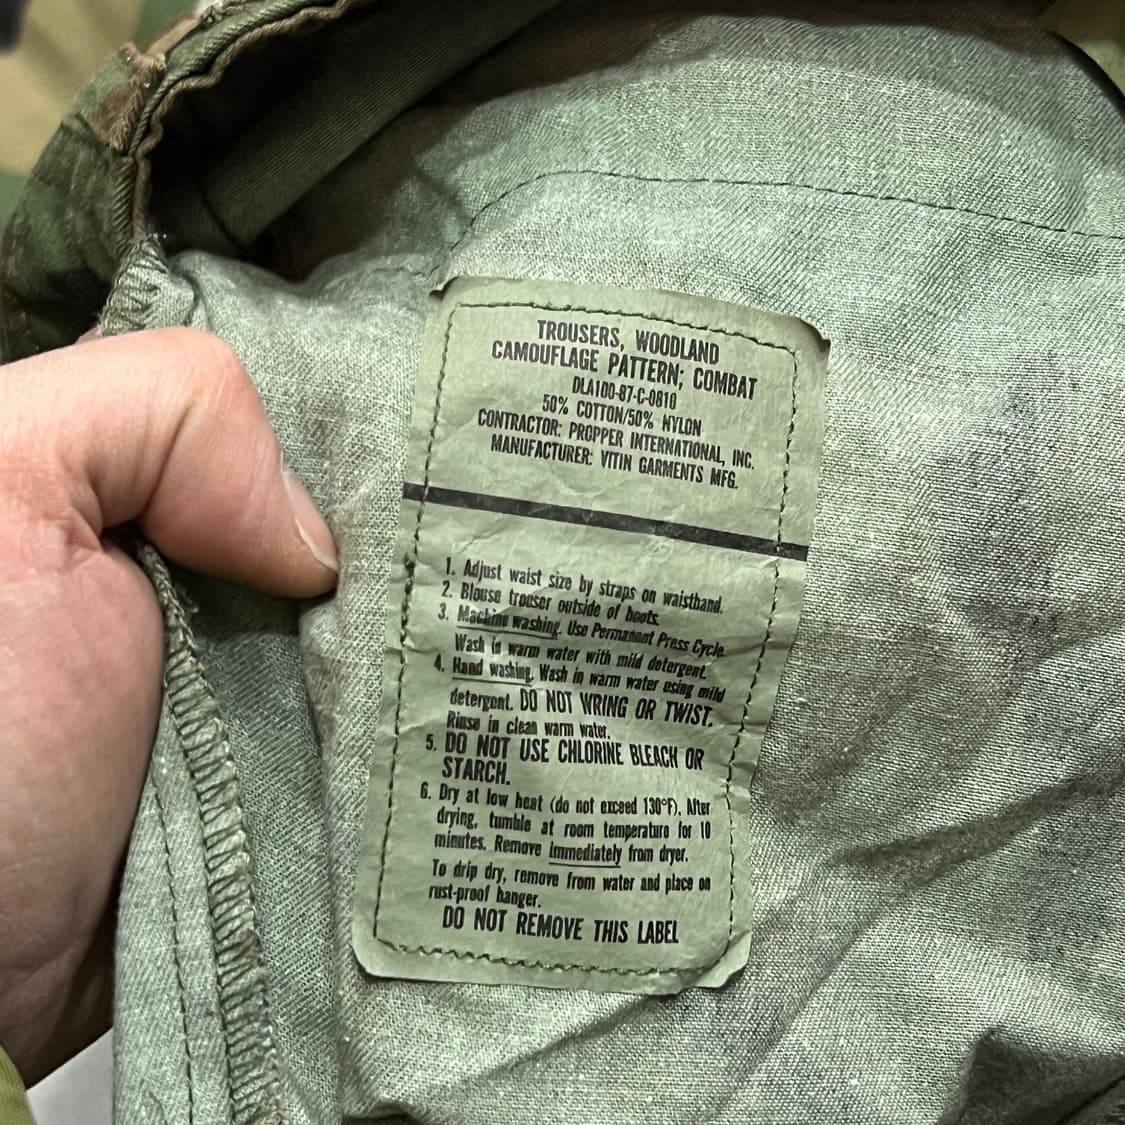 TROUSERS, WOODLAND
CAMOUFLAGE PATTERN; COMBAT
DLA100-87-C-0810
50% COTTON/50% NYLON
CONTRACTOR: PROPPER INTERNATIONAL, INC.
MANUFACTURER: VITIN GARMENTS MFG.
1. Adjust waist size by straps on waistband.
2. Blouse trouser outside of boots.
3. Machine washing. Use Permanent Press Cycle.
Wash in warm water with mild detergent.
4. Hand washing. Wash in warm water using mild
detergent. DO NOT WRING OR TWIST.
Rinse in clean warm water.
5. DO NOT USE CHLORINE BLEACH OR
STARCH.
6. Dry at low heat (do not exceed 130°F). After
drying, tumble at room temperature for 10
minutes. Remove immediately from dryer.
To drip dry, remove from water and place on
rust-proof hanger.
DO NOT REMOVE THIS LABEL